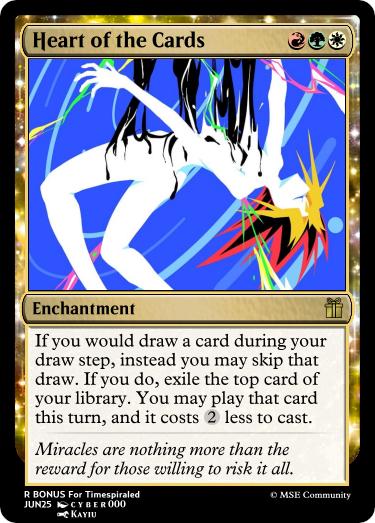 Heart of the Cards
Enchantment
If you would draw a card during your
draw step, instead you may skip that
draw. If you do, exile the top card of
your library. You may play that card
this turn, and it costs 2 less to cast.
Miracles are nothing more than the
reward for those willing to risk it all.
R BONUS For Timespiraled
JUN25 CYBER000
KAYIU
© MSE Community